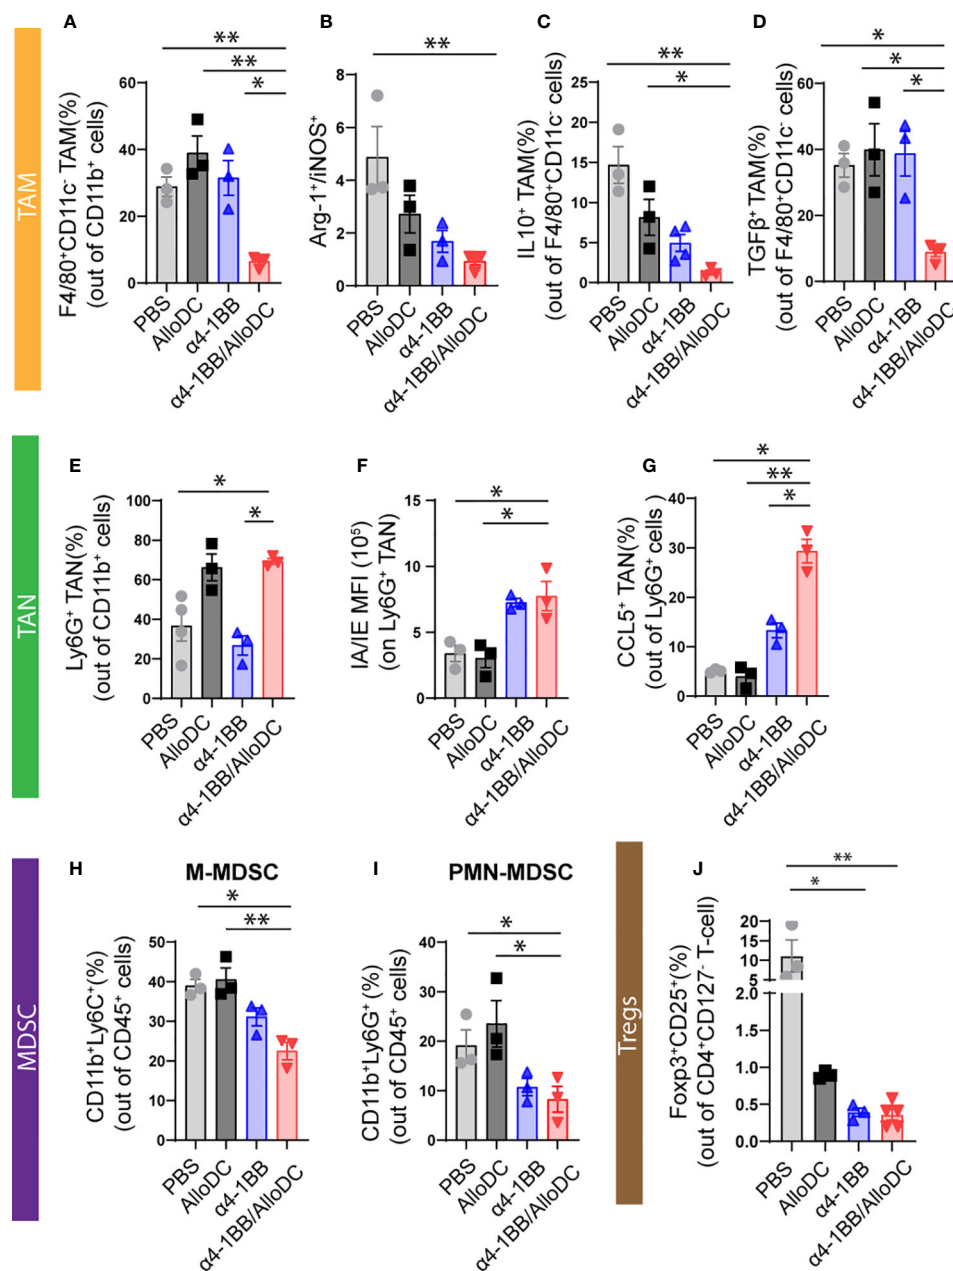 TAM
A
**
**
*
F4/80⁺CD11c⁻ TAM(%)
(out of CD11b⁺ cells)
60
40
20
0
PBS
AlloDC
α4-1BB
α4-1BB/AlloDC
B
**
Arg-1⁺/iNOS⁺
8
6
4
2
0
PBS
AlloDC
α4-1BB
α4-1BB/AlloDC
C
**
*
IL10⁺ TAM(%)
(out of F4/80⁺CD11c⁻ cells)
20
15
10
5
0
PBS
AlloDC
α4-1BB
α4-1BB/AlloDC
D
*
*
*
TGFβ⁺ TAM(%)
(out of F4/80⁺CD11c⁻ cells)
60
40
20
0
PBS
AlloDC
α4-1BB
α4-1BB/AlloDC
TAN
E
*
*
Ly6G⁺ TAN(%)
(out of CD11b⁺ cells)
100
80
60
40
20
0
PBS
AlloDC
α4-1BB
α4-1BB/AlloDC
F
*
*
IA/IE MFI (10⁵)
(on Ly6G⁺ TAN)
15
10
5
0
PBS
AlloDC
α4-1BB
α4-1BB/AlloDC
G
*
**
*
CCL5⁺ TAN(%)
(out of Ly6G⁺ cells)
40
30
20
10
0
PBS
AlloDC
α4-1BB
α4-1BB/AlloDC
MDSC
H
M-MDSC
*
**
CD11b⁺Ly6C⁺(%)
(out of CD45⁺ cells)
50
40
30
20
10
0
PBS
AlloDC
α4-1BB
α4-1BB/AlloDC
I
PMN-MDSC
*
*
CD11b⁺Ly6G⁺ (%)
(out of CD45⁺ cells)
40
30
20
10
0
PBS
AlloDC
α4-1BB
α4-1BB/AlloDC
Tregs
J
**
*
Foxp3⁺CD25⁺(%)
(out of CD4⁺CD127⁻ T-cell)
20
15
10
5
2.0
1.5
1.0
0.5
0.0
PBS
AlloDC
α4-1BB
α4-1BB/AlloDC